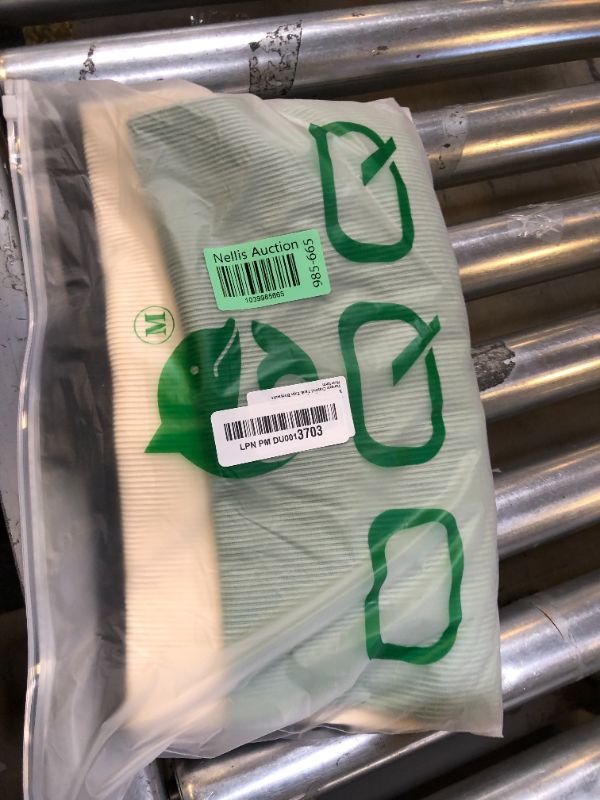 Nellis Auction
985-665
1039985665
M
LPN PM DU0013703